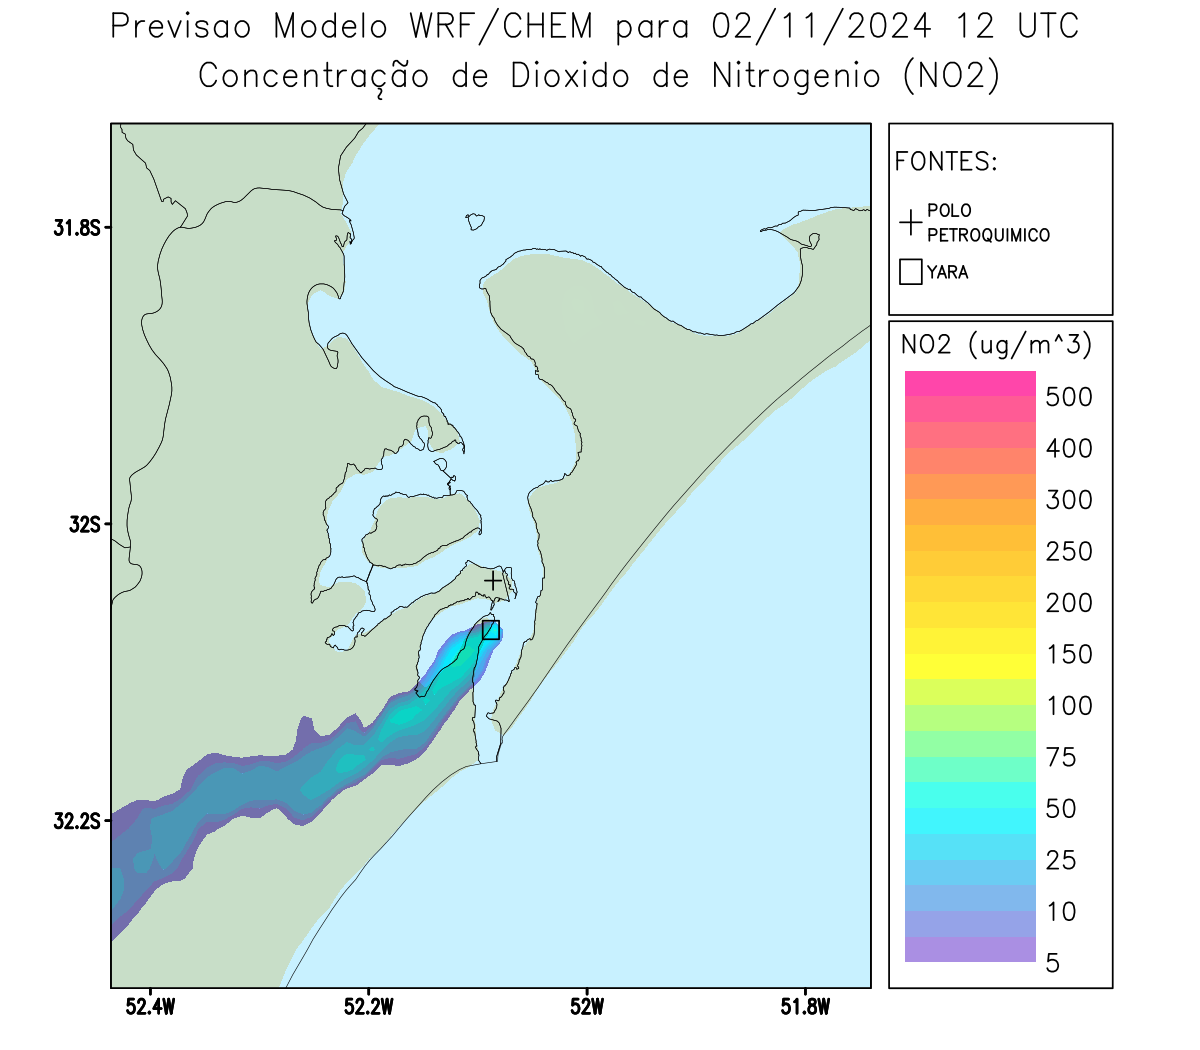 Previsao Modelo WRF/CHEM para 02/11/2024 12 UTC
Concentração de Dioxido de Nitrogenio (NO2)
FONTES:
POLO
PETROQUIMICO
YARA
31.8S
32S
32.2S
52.4W
52.2W
52W
51.8W
NO2 (ug/m^3)
500
400
300
250
200
150
100
75
50
25
10
5